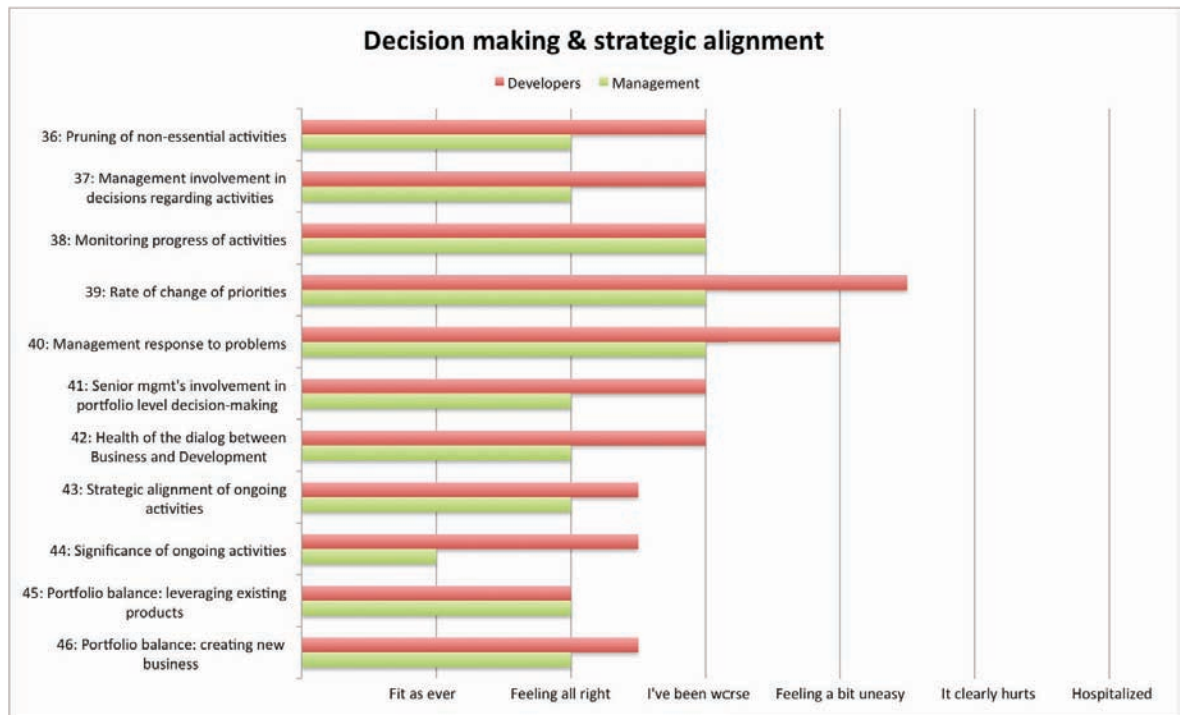 Decision making & strategic alignment
Developers Management
36: Pruning of non-essential activities
37: Management involvement in
decisions regarding activities
38: Monitoring progress of activities
39: Rate of change of priorities
40: Management response to problems
41: Senior mgmt's involvement in
portfolio level decision-making
42: Health of the dialog between
Business and Development
43: Strategic alignment of ongoing
activities
44: Significance of ongoing activities
45: Portfolio balance: leveraging existing
products
46: Portfolio balance: creating new
business
Fit as ever Feeling all right I've been wcrse Feeling a bit uneasy It clearly hurts Hospitalized